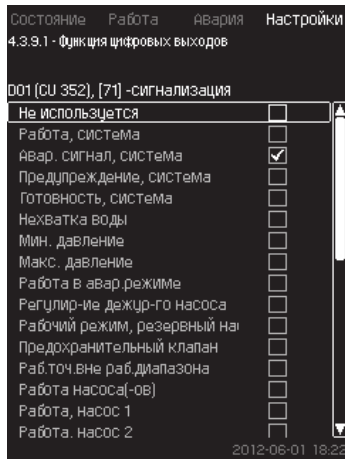 Состояние Работа Авария Настройки
4.3.9.1 - Функция цифровых выходов
DO1 (CU 352), [71] -сигнализация
Не используется
Работа, система
Авар. сигнал, система
Предупреждение, система
Готовность, система
Нехватка воды
Мин. давление
Макс. давление
Работа в авар.режиме
Регулир-ие дежур-го насоса
Рабочий режим, резервный на
Предохранительный клапан
Раб.точ.вне раб.диапазона
Работа насоса(-ов)
Работа, насос 1
Работа. насос 2
2012-06-01 18:22